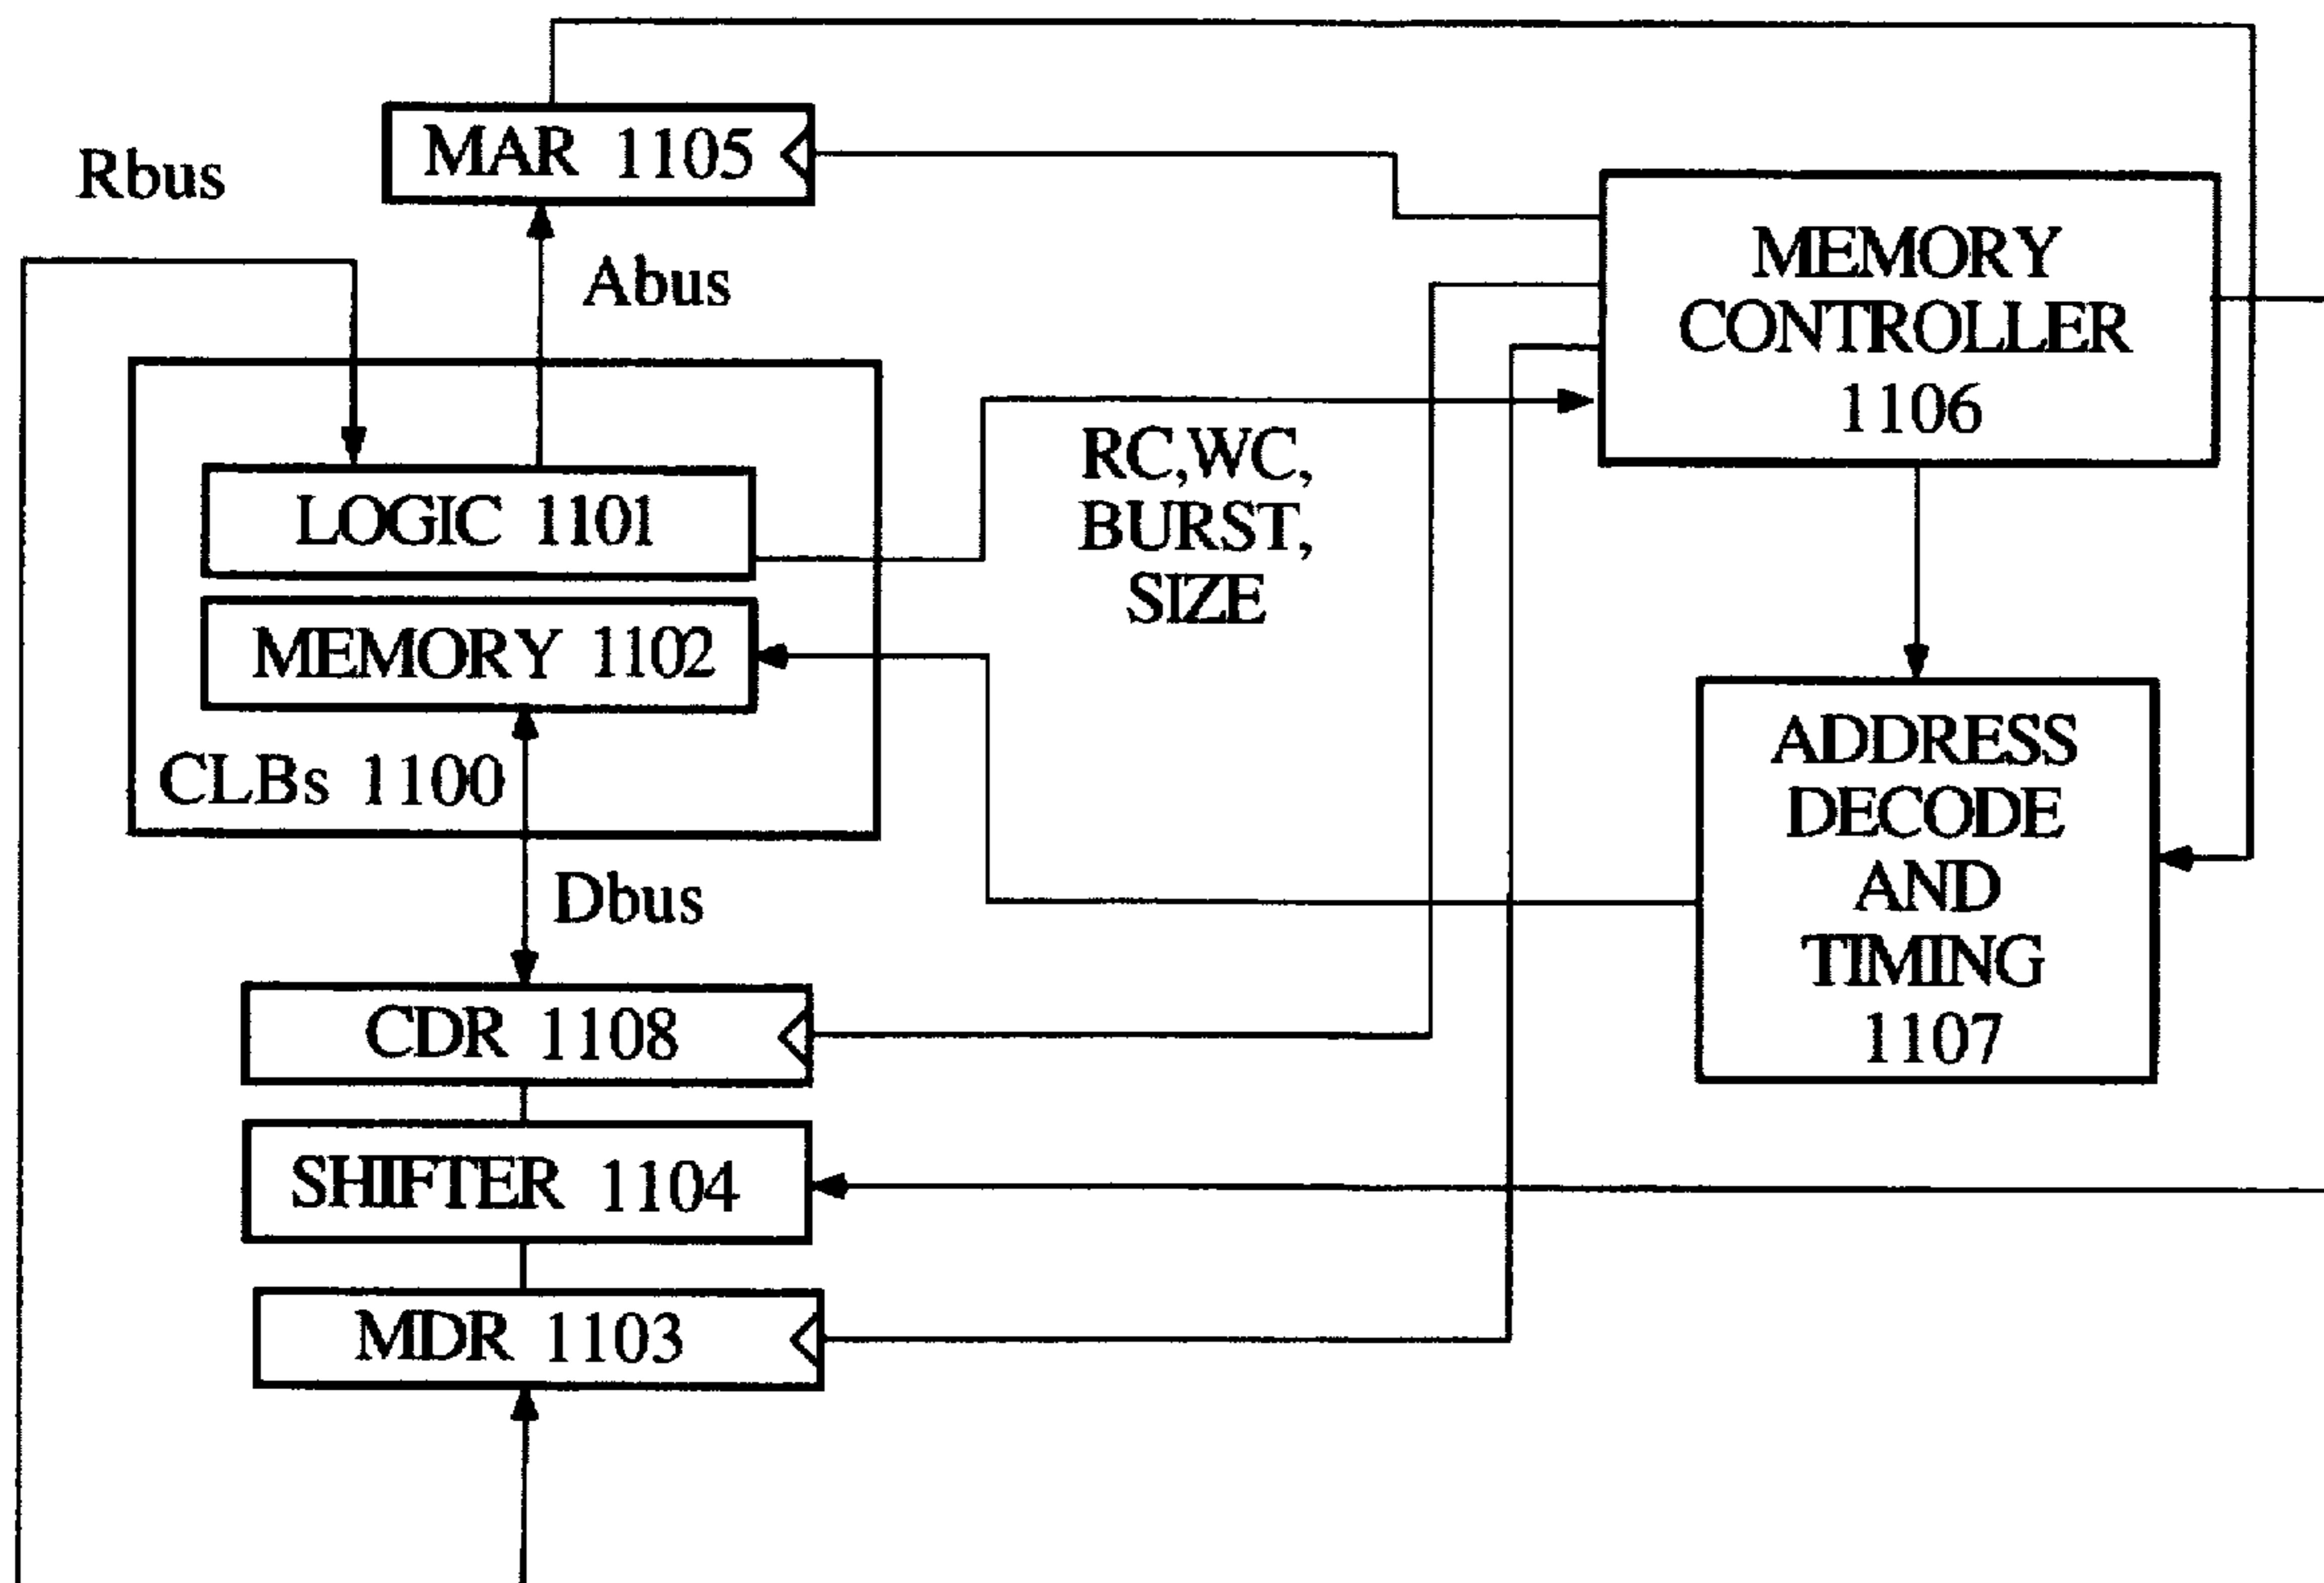 MAR 1105
Rbus
Abus
MEMORY
CONTROLLER
1106
RC,WC,
BURST,
SIZE
LOGIC 1101
MEMORY 1102
CLBs 1100
ADDRESS
DECODE
AND
TIMING
1107
Dbus
CDR 1108
SHIFTER 1104
MDR 1103